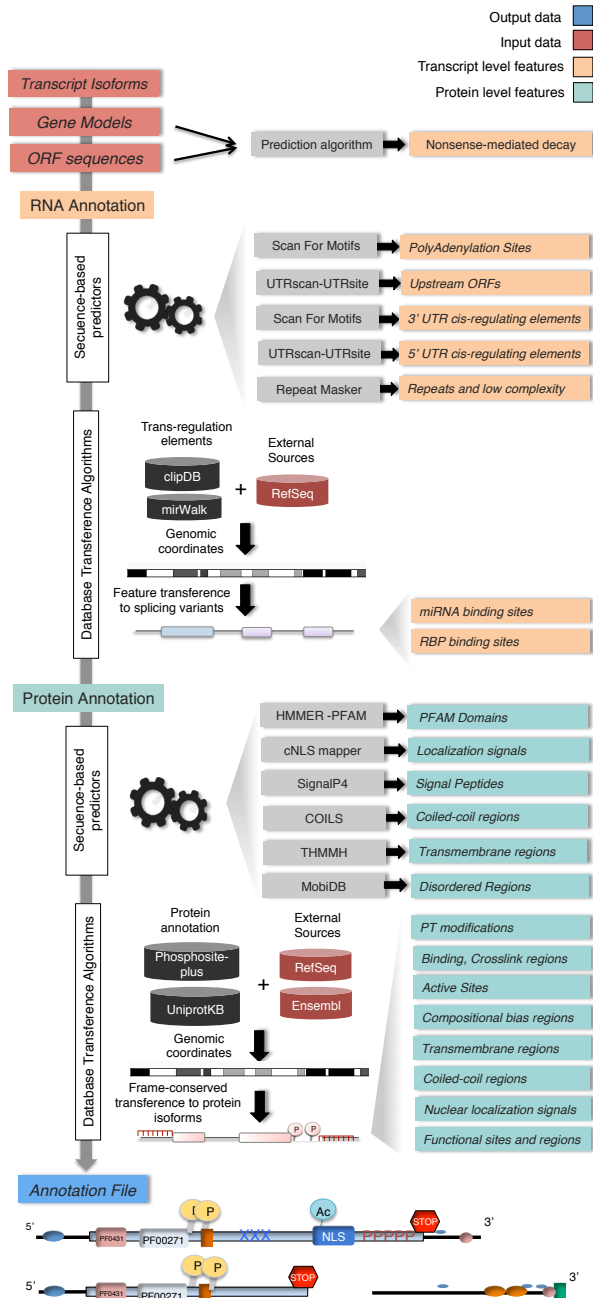 Output data
Input data
Transcript level features
Protein level features
Transcript Isoforms
Gene Models
ORF sequences
Prediction algorithm
Nonsense-mediated decay
RNA Annotation
Secuence-based
predictors
Scan For Motifs
PolyAdenylation Sites
UTRscan-UTRsite
Upstream ORFs
Scan For Motifs
3' UTR cis-regulating elements
UTRscan-UTRsite
5' UTR cis-regulating elements
Repeat Masker
Repeats and low complexity
Database Transference Algorithms
Trans-regulation
elements
External
Sources
clipDB
mirWalk
+
RefSeq
Genomic
coordinates
Feature transference
to splicing variants
miRNA binding sites
RBP binding sites
Protein Annotation
Secuence-based
predictors
HMMER -PFAM
PFAM Domains
cNLS mapper
Localization signals
SignalP4
Signal Peptides
COILS
Coiled-coil regions
THMMH
Transmembrane regions
MobiDB
Disordered Regions
Database Transference Algorithms
Protein
annotation
External
Sources
Phosphosite-
plus
UniprotKB
+
RefSeq
Ensembl
Genomic
coordinates
Frame-conserved
transference to protein
isoforms
P
P
PT modifications
Binding, Crosslink regions
Active Sites
Compositional bias regions
Transmembrane regions
Coiled-coil regions
Nuclear localization signals
Functional sites and regions
Annotation File
5'
PF0431
PF00271
P
XXX
Ac
NLS
PPPPP
STOP
3'
5'
PF0431
PF00271
P
P
STOP
3'